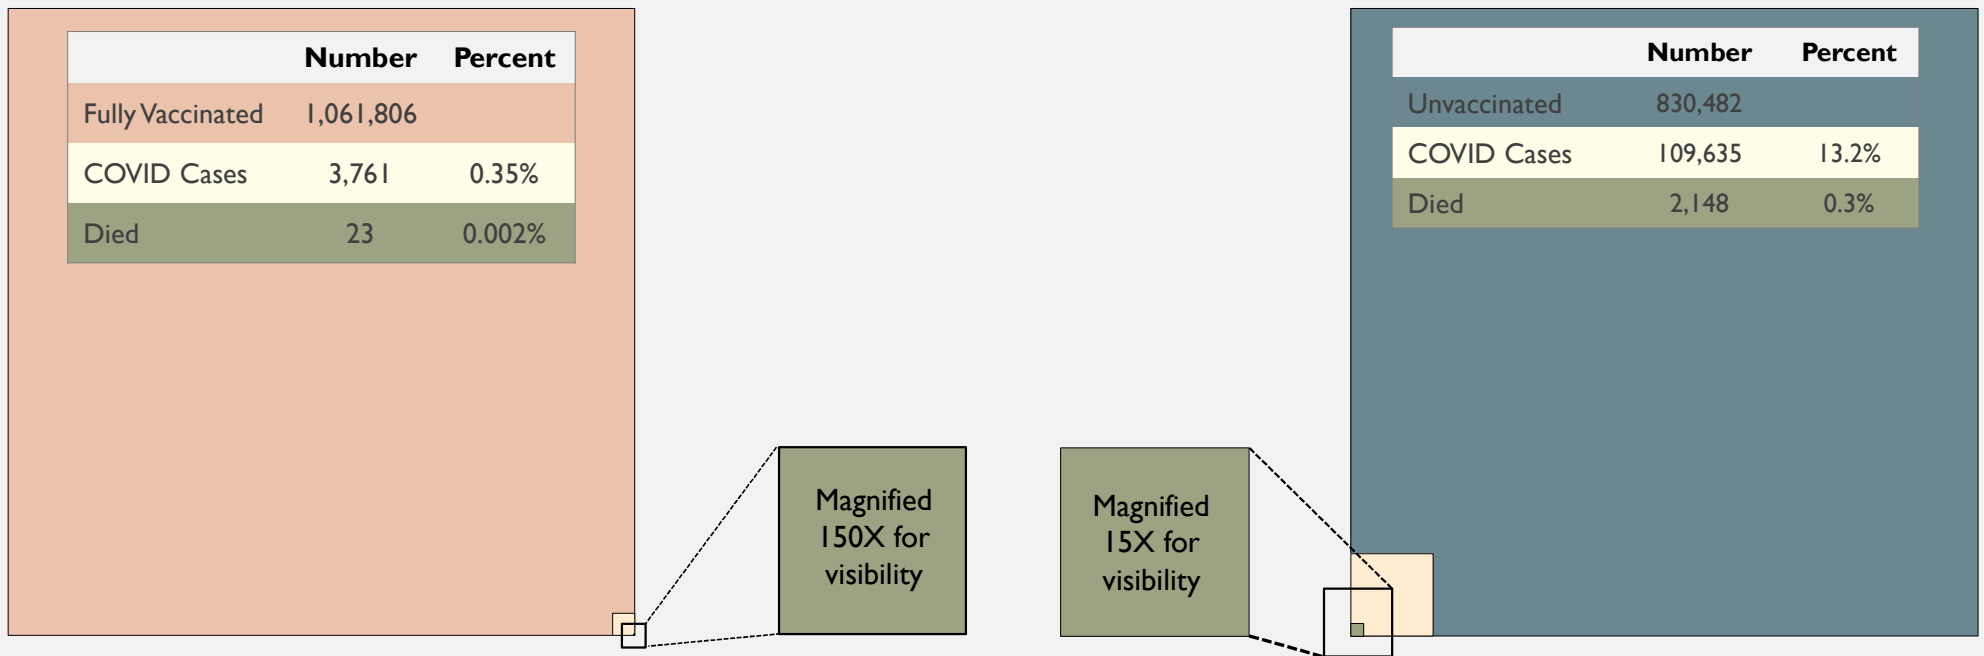 Number Percent
Fully Vaccinated 1,061,806
COVID Cases 3,761 0.35%
Died 23 0.002%
Number Percent
Unvaccinated 830,482
COVID Cases 109,635 13.2%
Died 2,148 0.3%
Magnified
150X for
visibility
Magnified
15X for
visibility